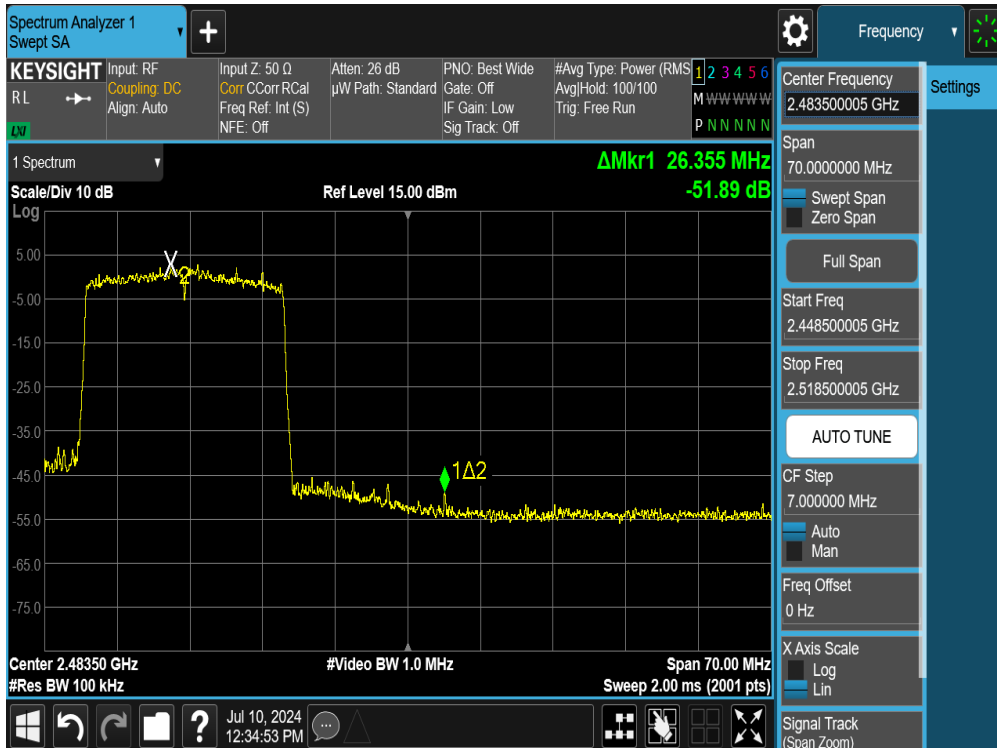 Spectrum Analyzer 1
Swept SA
+
Frequency
KEYSIGHT
RL
LXI
Input: RF
Coupling: DC
Align: Auto
Input Z: 50 Ω
Corr CCorr RCal
Freq Ref: Int (S)
NFE: Off
Atten: 26 dB
µW Path: Standard
PNO: Best Wide
Gate: Off
IF Gain: Low
Sig Track: Off
#Avg Type: Power (RMS
Avg|Hold: 100/100
Trig: Free Run
1 2 3 4 5 6
M W W W W W
P N N N N N
1 Spectrum
ΔMkr1 26.355 MHz
-51.89 dB
Scale/Div 10 dB
Ref Level 15.00 dBm
Log
5.00
-5.00
-15.0
-25.0
-35.0
-45.0
-55.0
-65.0
-75.0
X
2
1Δ2
Center 2.48350 GHz
#Video BW 1.0 MHz
Span 70.00 MHz
#Res BW 100 kHz
Sweep 2.00 ms (2001 pts)
Center Frequency
2.483500005 GHz
Settings
Span
70.0000000 MHz
Swept Span
Zero Span
Full Span
Start Freq
2.448500005 GHz
Stop Freq
2.518500005 GHz
AUTO TUNE
CF Step
7.000000 MHz
Auto
Man
Freq Offset
0 Hz
X Axis Scale
Log
Lin
Signal Track
(Span Zoom)
?
Jul 10, 2024
12:34:53 PM